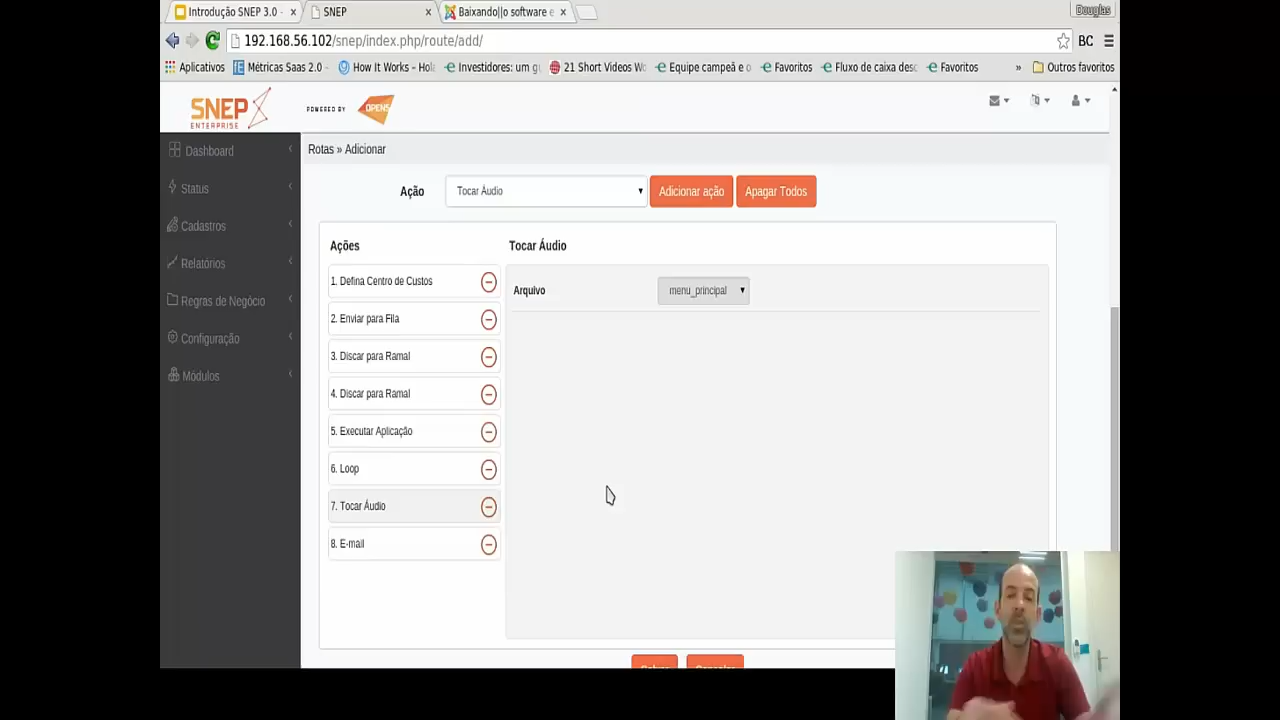 Introdução SNEP 3.0 -
SNEP
Baixando||o software e
Douglas
192.168.56.102/snep/index.php/route/add/
BC
Aplicativos
Métricas Saas 2.0 -
How It Works – Hol
Investidores: um g
21 Short Videos W
Equipe campeã e o
Favoritos
Fluxo de caixa desc
Favoritos
»
Outros favoritos
SNEP
ENTERPRISE
POWERED BY
OPENS
Dashboard
Status
Cadastros
Relatórios
Regras de Negócio
Configuração
Módulos
Rotas » Adicionar
Ação
Tocar Áudio
Adicionar ação
Apagar Todos
Ações
1. Defina Centro de Custos
2. Enviar para Fila
3. Discar para Ramal
4. Discar para Ramal
5. Executar Aplicação
6. Loop
7. Tocar Áudio
8. E-mail
Tocar Áudio
Arquivo
menu_principal